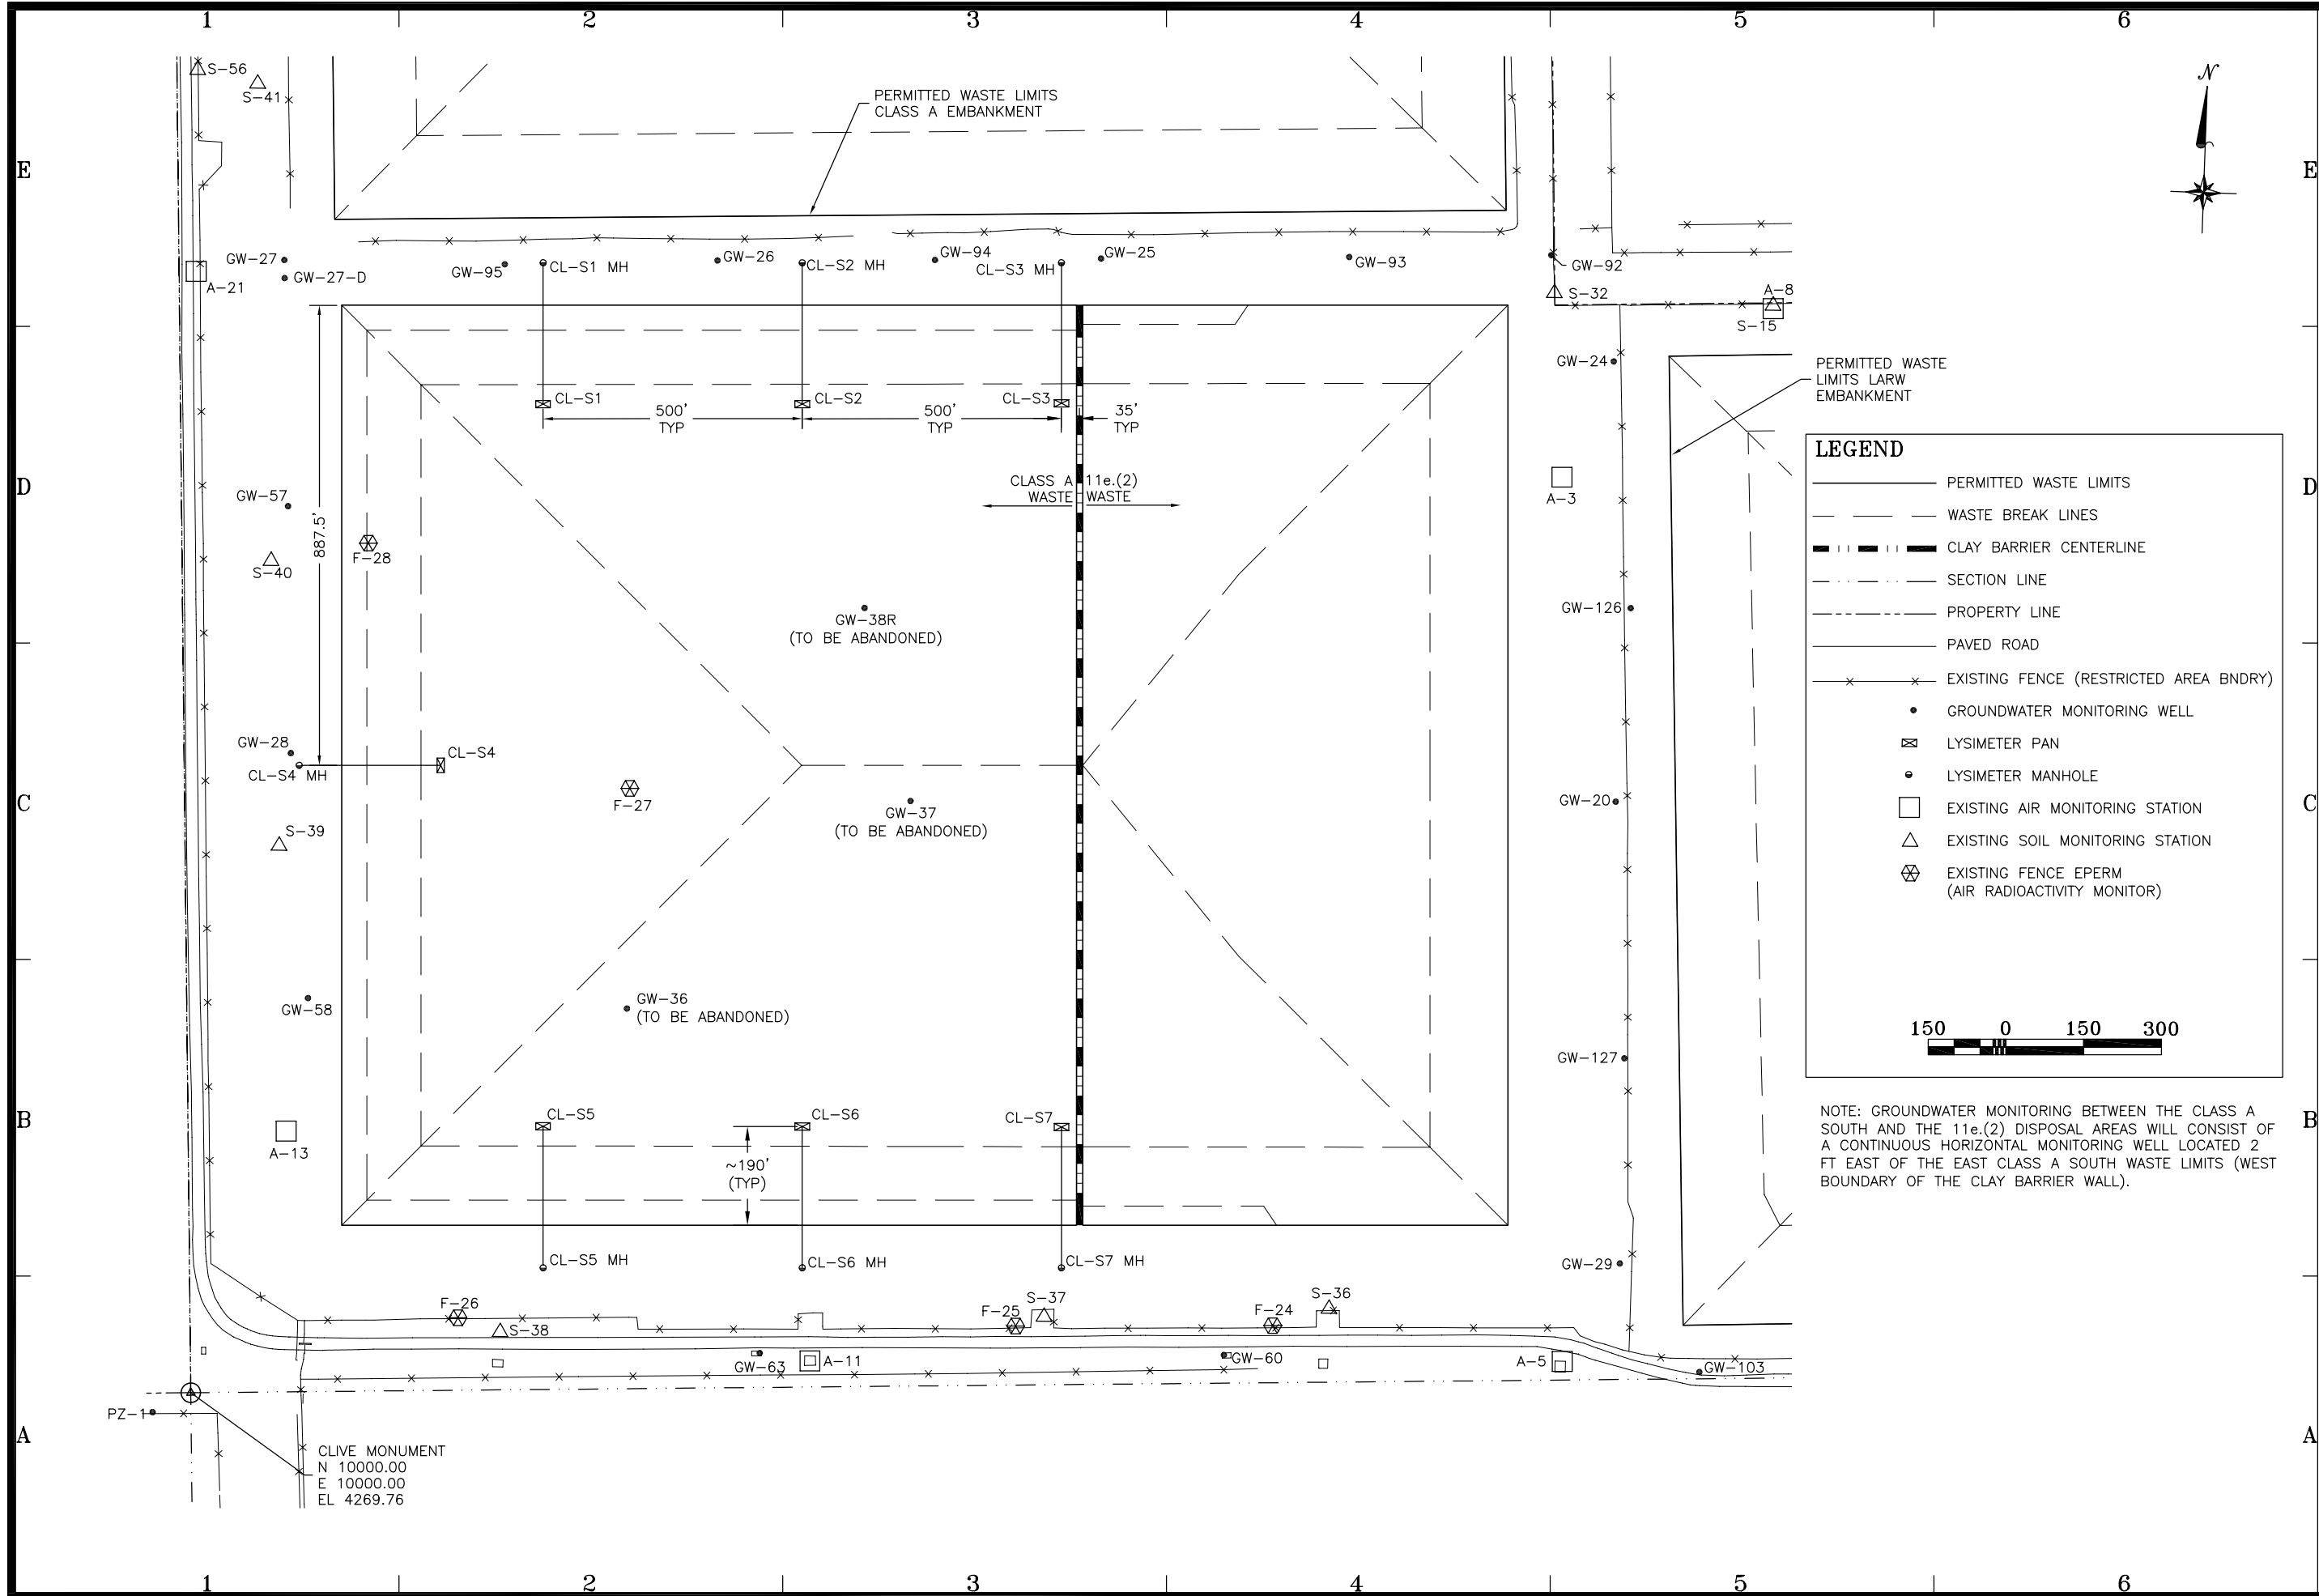 1 2 3 4 5 6
S-56
S-41
PERMITTED WASTE LIMITS
CLASS A EMBANKMENT
N
E E
GW-27
GW-27-D
A-21
GW-95
CL-S1 MH
GW-26
CL-S2 MH
GW-94
CL-S3 MH
GW-25
GW-93
GW-92
S-32
A-8
S-15
GW-24
PERMITTED WASTE
LIMITS LARW
EMBANKMENT
CL-S1
CL-S2
CL-S3
500'
TYP
500'
TYP
35'
TYP
D D
GW-57
887.5'
F-28
S-40
CLASS A 11e.(2)
WASTE WASTE
A-3
GW-38R
(TO BE ABANDONED)
GW-126
LEGEND
PERMITTED WASTE LIMITS
WASTE BREAK LINES
CLAY BARRIER CENTERLINE
SECTION LINE
PROPERTY LINE
PAVED ROAD
EXISTING FENCE (RESTRICTED AREA BNDRY)
GROUNDWATER MONITORING WELL
LYSIMETER PAN
LYSIMETER MANHOLE
EXISTING AIR MONITORING STATION
EXISTING SOIL MONITORING STATION
EXISTING FENCE EPERM
(AIR RADIOACTIVITY MONITOR)
150 0 150 300
GW-28
CL-S4 MH
CL-S4
C C
F-27
GW-37
(TO BE ABANDONED)
GW-20
S-39
GW-58
GW-36
(TO BE ABANDONED)
GW-127
B B
A-13
CL-S5
CL-S6
CL-S7
~190'
(TYP)
NOTE: GROUNDWATER MONITORING BETWEEN THE CLASS A
SOUTH AND THE 11e.(2) DISPOSAL AREAS WILL CONSIST OF
A CONTINUOUS HORIZONTAL MONITORING WELL LOCATED 2
FT EAST OF THE EAST CLASS A SOUTH WASTE LIMITS (WEST
BOUNDARY OF THE CLAY BARRIER WALL).
CL-S5 MH
CL-S6 MH
CL-S7 MH
GW-29
F-26
S-38
F-25
S-37
F-24
S-36
GW-63
A-11
GW-60
A-5
GW-103
PZ-1
A A
CLIVE MONUMENT
N 10000.00
E 10000.00
EL 4269.76
1 2 3 4 5 6